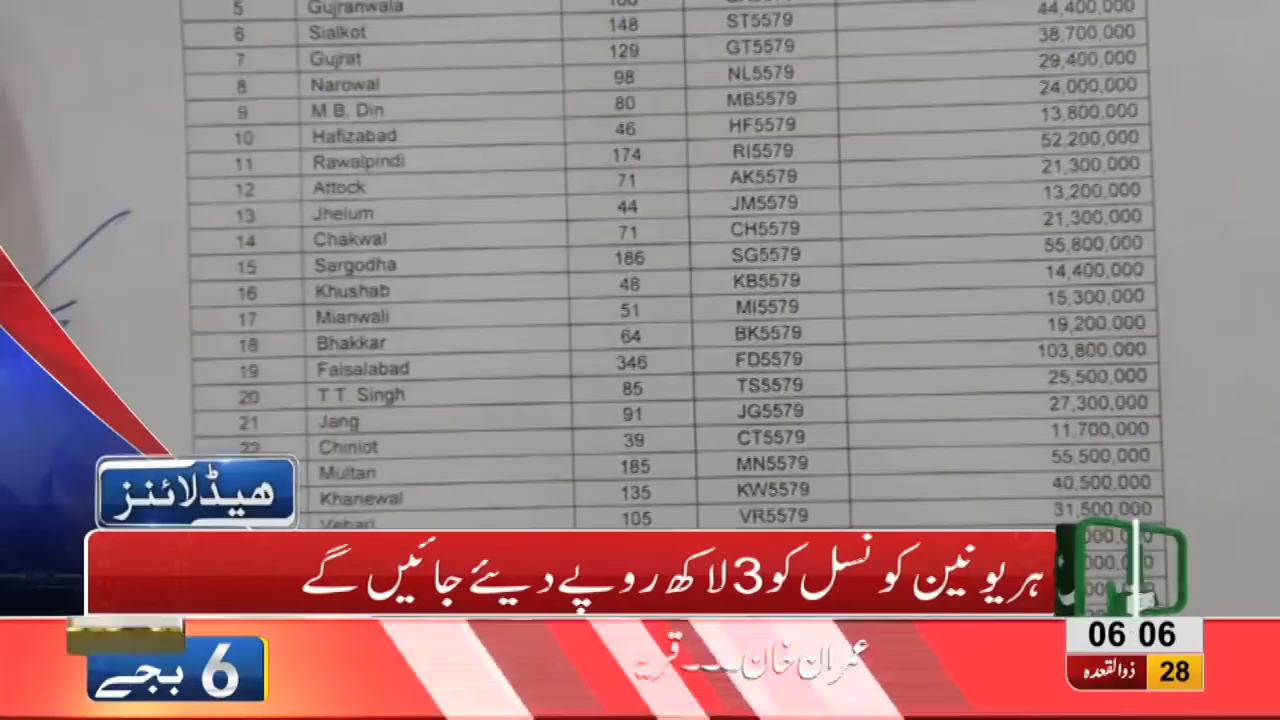 5 Gujranwala
6 Sialkot 148 ST5579 44,400,000
7 Gujrat 129 GT5579 38,700,000
8 Narowal 98 NL5579 29,400,000
9 M.B. Din 80 MB5579 24,000,000
10 Hafizabad 46 HF5579 13,800,000
11 Rawalpindi 174 RI5579 52,200,000
12 Attock 71 AK5579 21,300,000
13 Jhelum 44 JM5579 13,200,000
14 Chakwal 71 CH5579 21,300,000
15 Sargodha 186 SG5579 55,800,000
16 Khushab 48 KB5579 14,400,000
17 Mianwali 51 MI5579 15,300,000
18 Bhakkar 64 BK5579 19,200,000
19 Faisalabad 346 FD5579 103,800,000
20 T.T. Singh 85 TS5579 25,500,000
21 Jang 91 JG5579 27,300,000
22 Chiniot 39 CT5579 11,700,000
Multan 185 MN5579 55,500,000
Khanewal 135 KW5579 40,500,000
Vehari 105 VR5579 31,500,000
ہیڈلائنز
ہر یونین کونسل کو 3 لاکھ روپے دیئے جائیں گے
06 06
28 ذوالقعدہ
6 بجے
عمران خان ۔۔۔